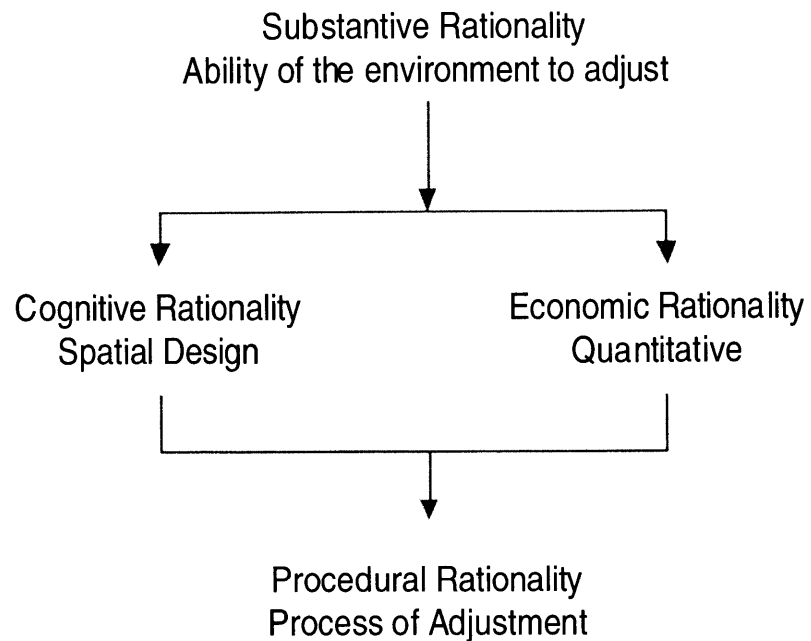 Substantive Rationality
Ability of the environment to adjust
Cognitive Rationality
Spatial Design
Economic Rationality
Quantitative
Procedural Rationality
Process of Adjustment